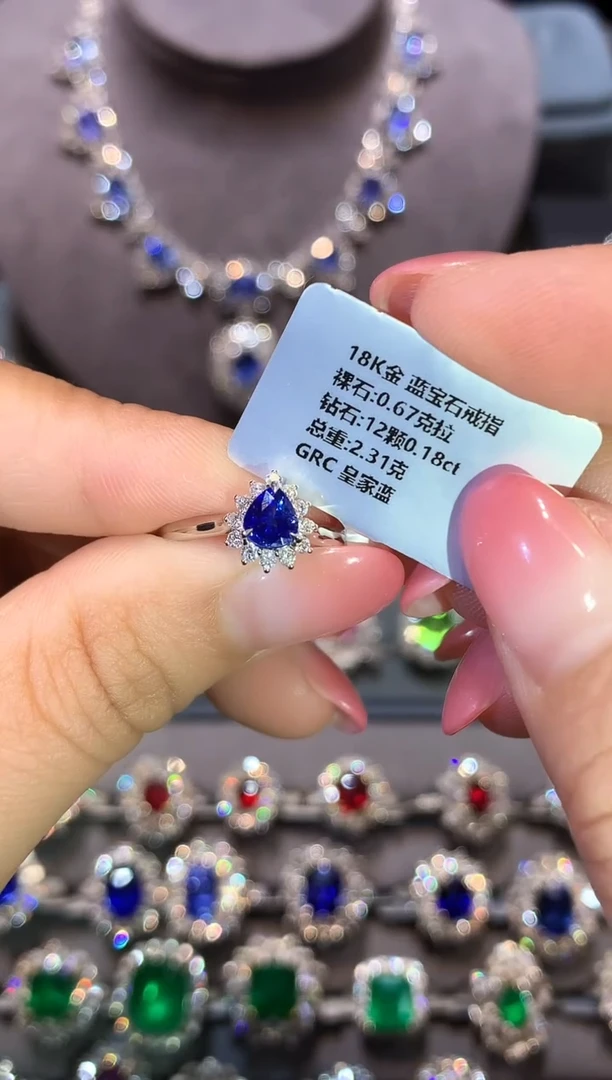 18K金 蓝宝石戒指
裸石:0.67克拉
钻石:12颗0.18ct
总重:2.31克
GRC 呈家蓝